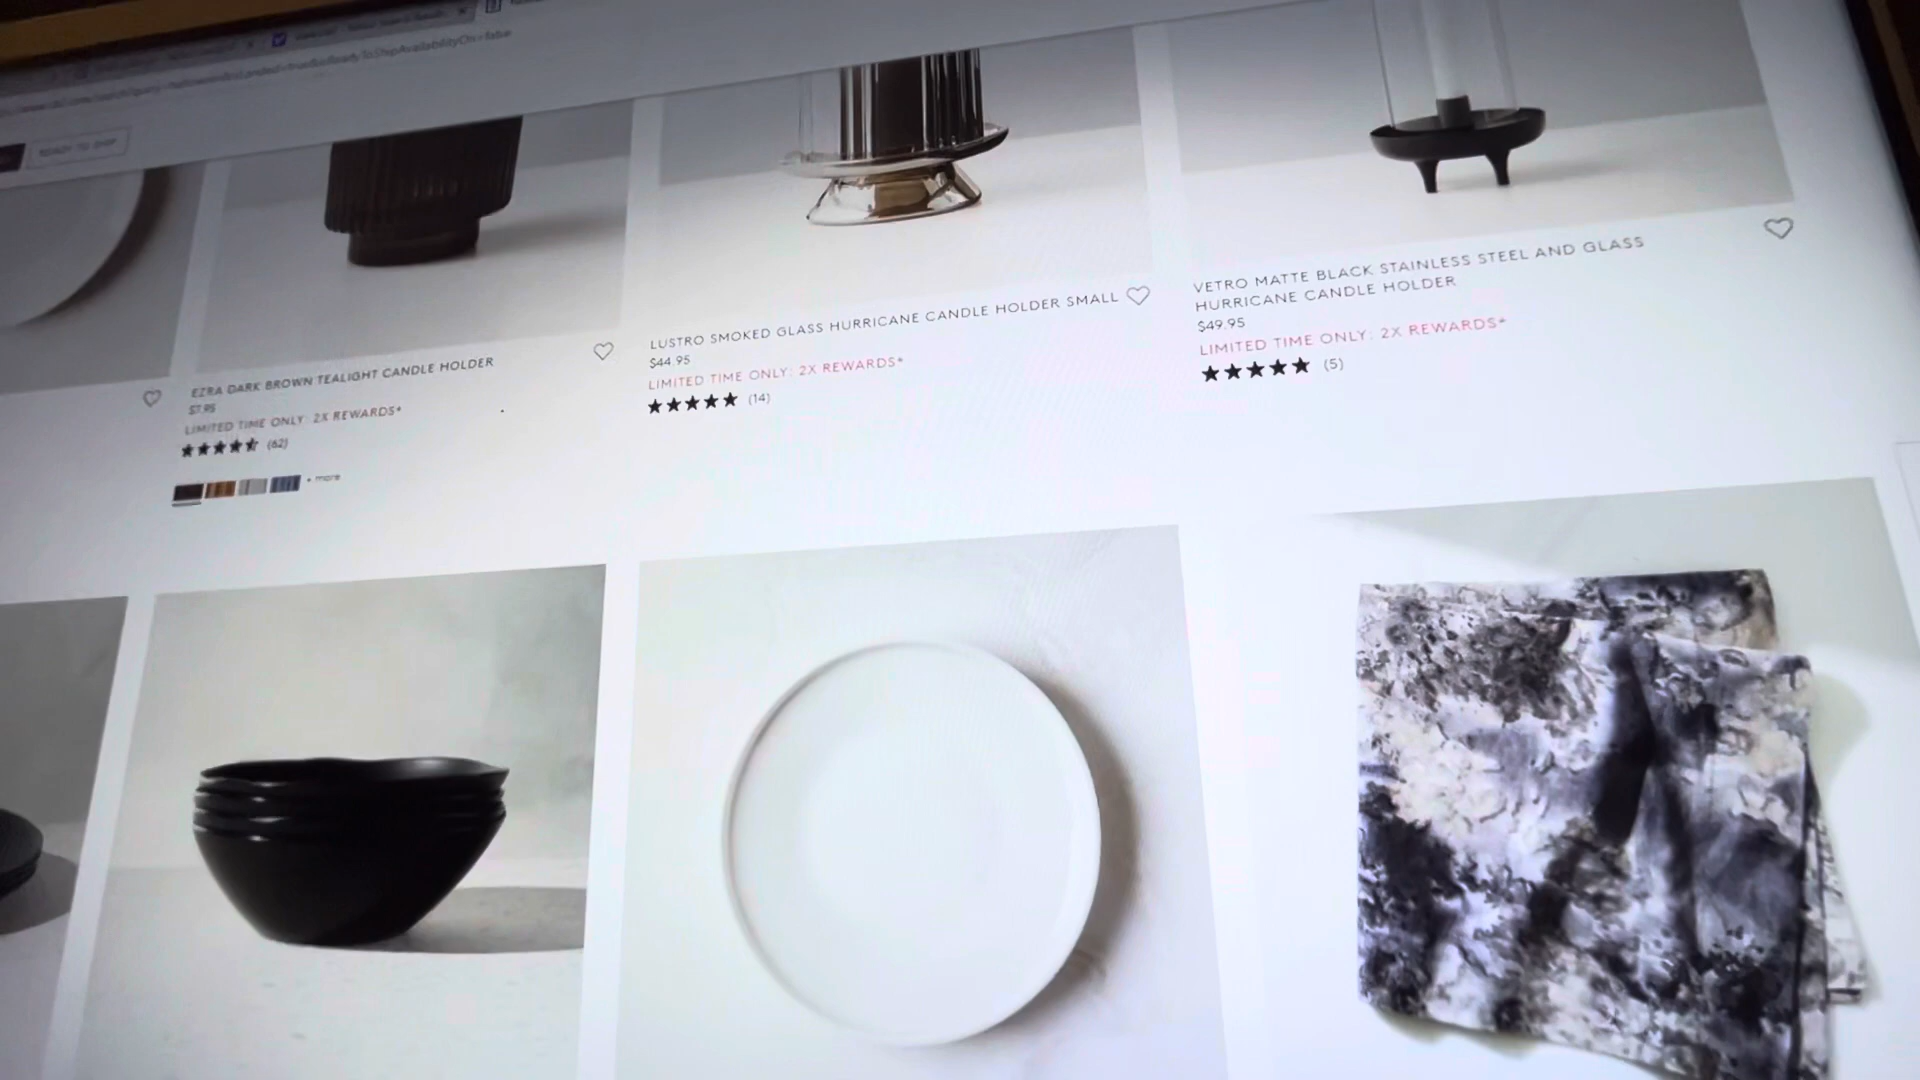 READY TO SHIP
EZRA DARK BROWN TEALIGHT CANDLE HOLDER
$7.95
LIMITED TIME ONLY: 2X REWARDS*
(62)
+ more
LUSTRO SMOKED GLASS HURRICANE CANDLE HOLDER SMALL
$44.95
LIMITED TIME ONLY: 2X REWARDS*
(14)
VETRO MATTE BLACK STAINLESS STEEL AND GLASS
HURRICANE CANDLE HOLDER
$49.95
LIMITED TIME ONLY: 2X REWARDS*
(5)